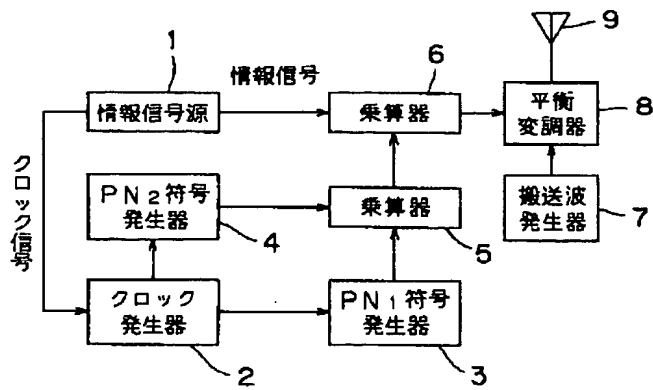 1
情報信号
6
9
情報信号源
乗算器
平衡
変調器
8
クロック信号
PN2符号
発生器
4
乗算器
5
搬送波
発生器
7
クロック
発生器
2
PN1符号
発生器
3